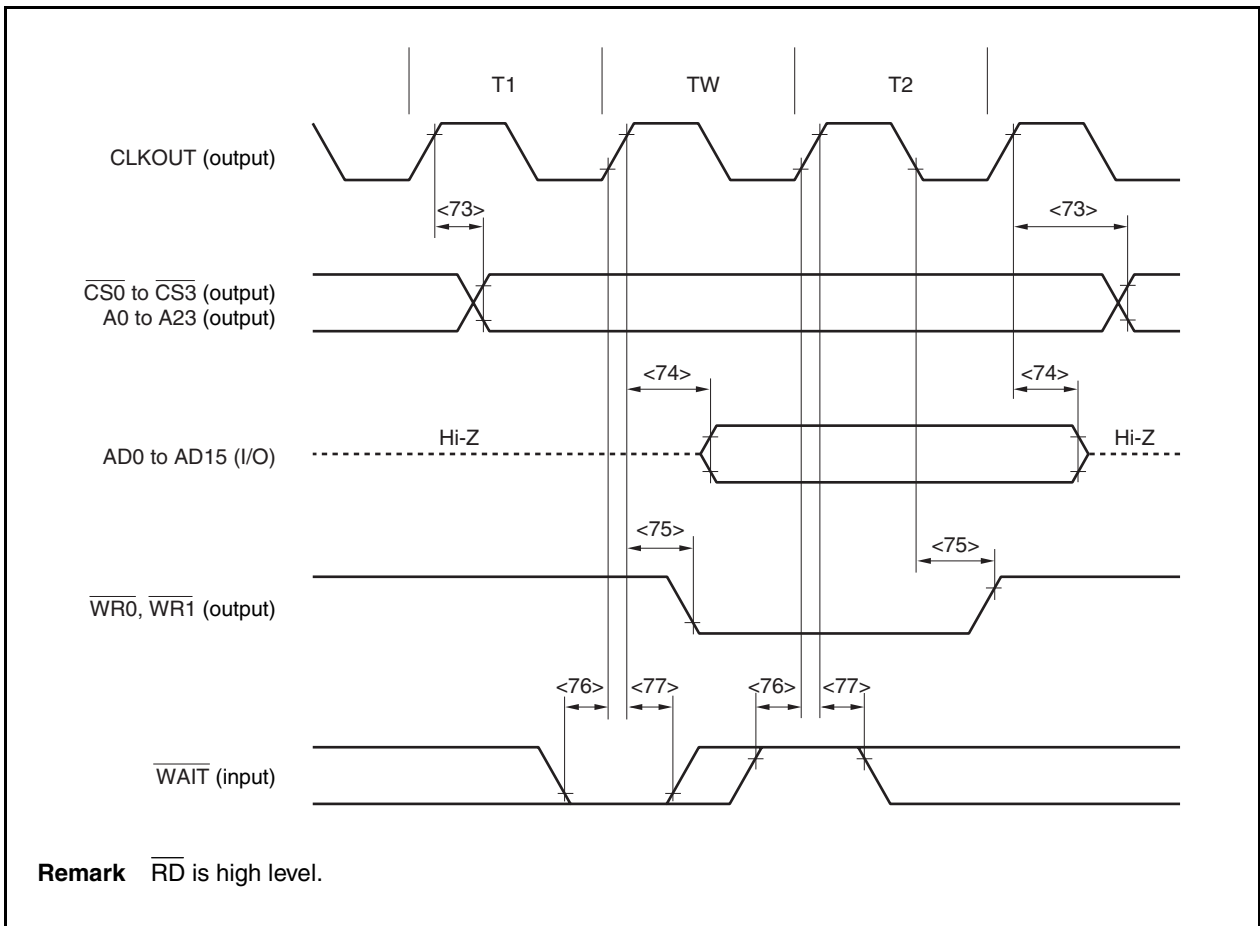 T1 TW T2
CLKOUT (output)
<73> <73>
CS0 to CS3 (output)
A0 to A23 (output)
<74> <74>
Hi-Z Hi-Z
AD0 to AD15 (I/O)
<75> <75>
WR0, WR1 (output)
<76> <77> <76> <77>
WAIT (input)
Remark RD is high level.